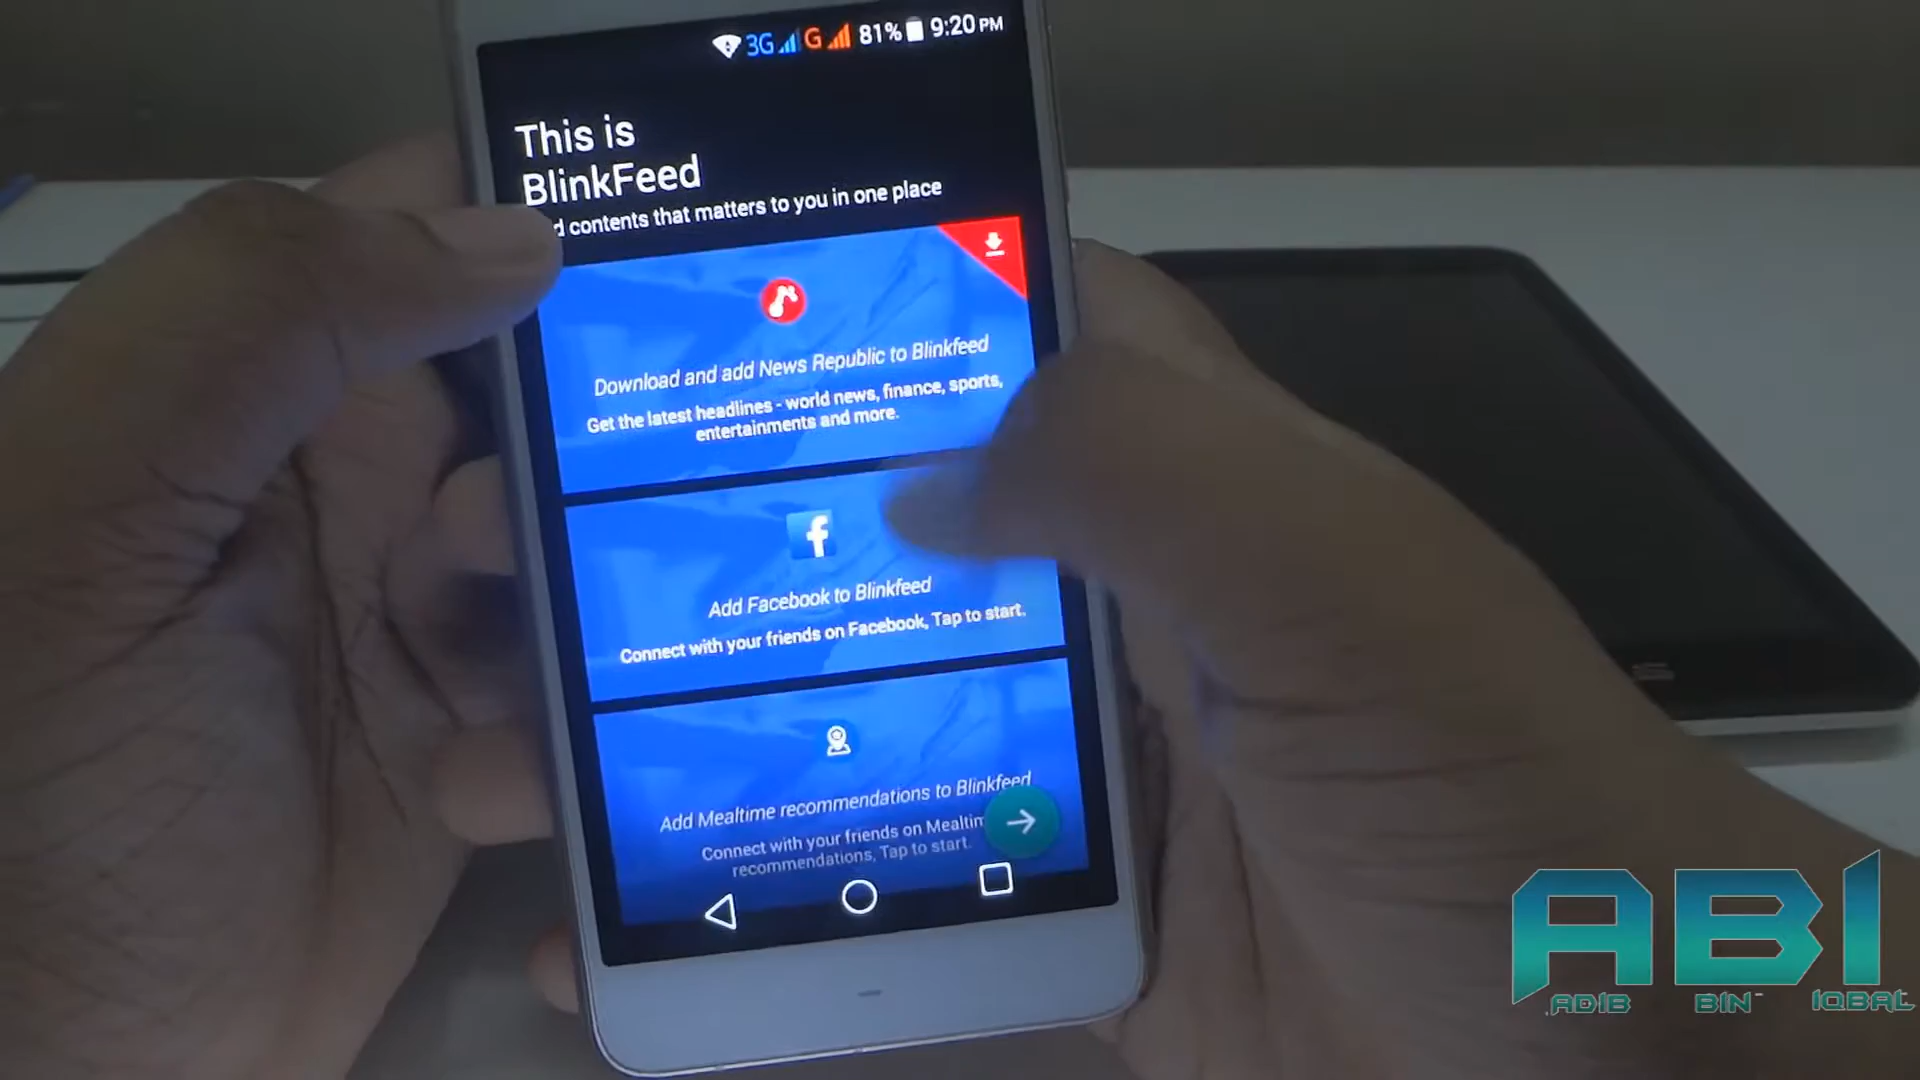 3G G 81% 9:20 PM
This is
BlinkFeed
contents that matters to you in one place
Download and add News Republic to Blinkfeed
Get the latest headlines - world news, finance, sports,
entertainments and more.
f
Add Facebook to Blinkfeed
Connect with your friends on Facebook, Tap to start.
Add Mealtime recommendations to Blinkfeed
Connect with your friends on Mealtim
recommendations, Tap to start.
ABI
ADIB BIN IQBAL